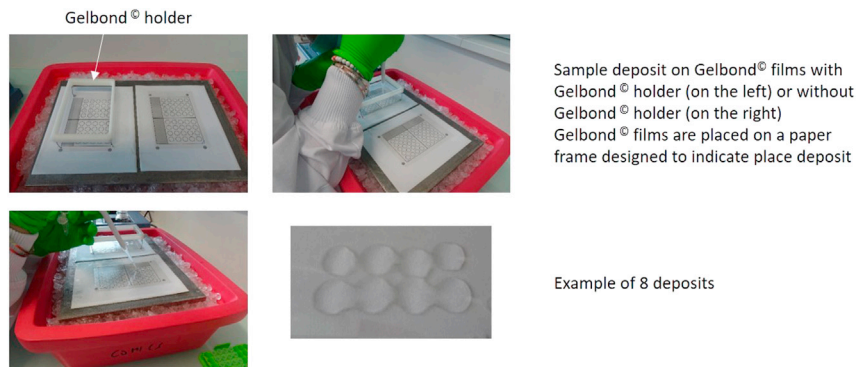 Gelbond © holder
Sample deposit on Gelbond© films with
Gelbond © holder (on the left) or without
Gelbond © holder (on the right)
Gelbond © films are placed on a paper
frame designed to indicate place deposit
Example of 8 deposits